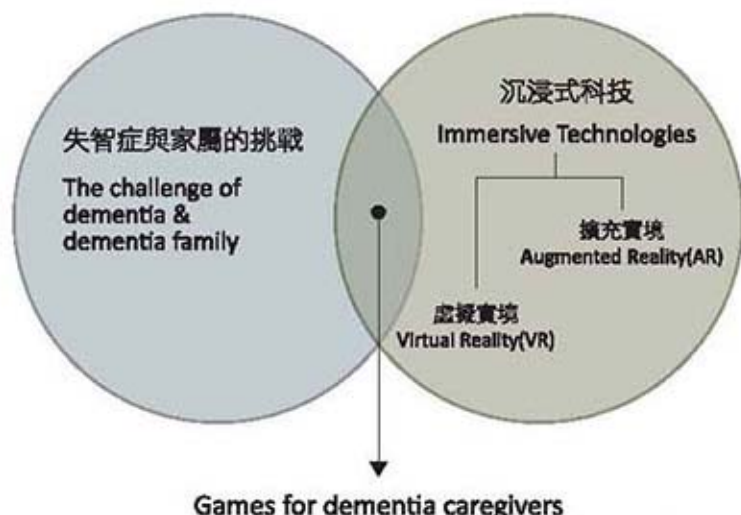 失智症與家屬的挑戰
The challenge of
dementia &
dementia family
沉浸式科技
Immersive Technologies
擴充實境
Augmented Reality(AR)
虛擬實境
Virtual Reality(VR)
Games for dementia caregivers